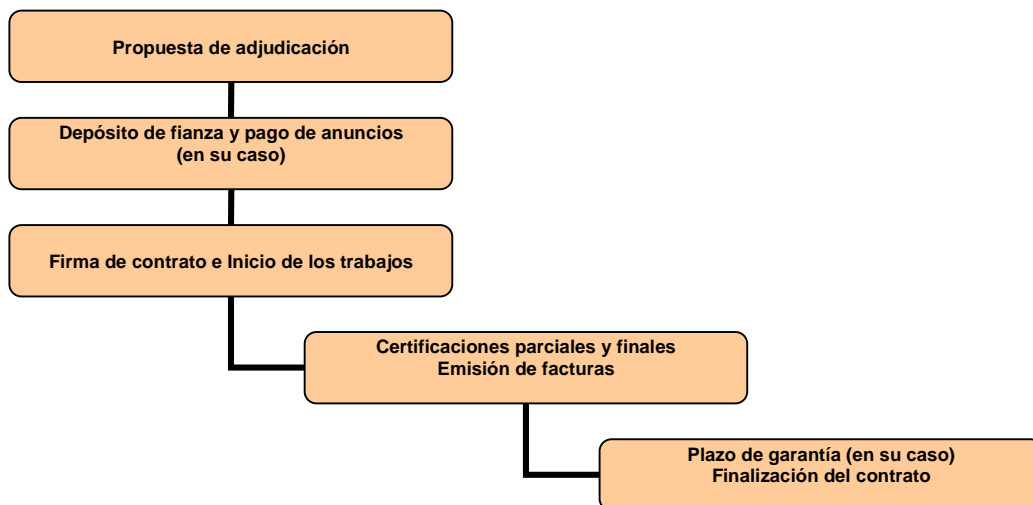 Propuesta de adjudicación
Depósito de fianza y pago de anuncios
(en su caso)
Firma de contrato e Inicio de los trabajos
Certificaciones parciales y finales
Emisión de facturas
Plazo de garantía (en su caso)
Finalización del contrato